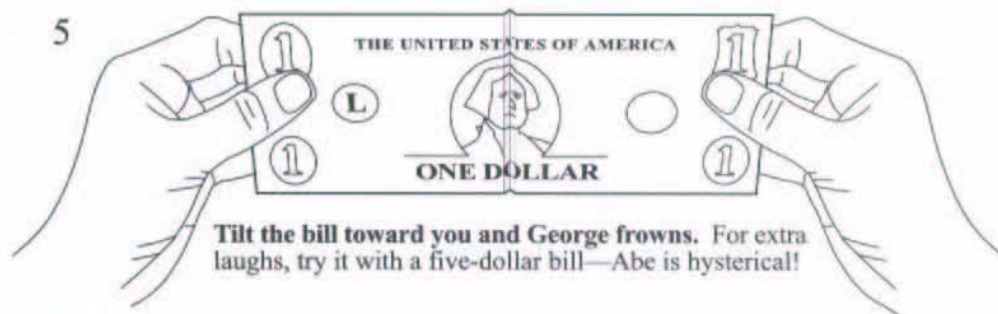 5
THE UNITED STATES OF AMERICA
1 1
L
1 1
ONE DOLLAR
Tilt the bill toward you and George frowns. For extra
laughs, try it with a five-dollar bill—Abe is hysterical!